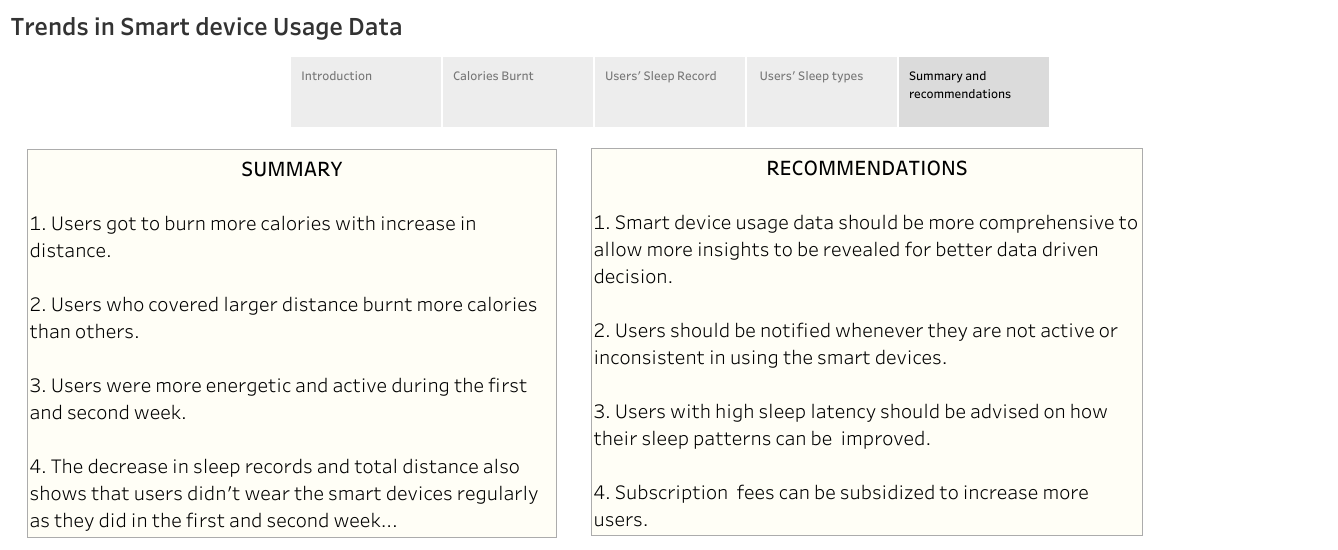 Trends in Smart device Usage Data
Introduction
Calories Burnt
Users’ Sleep Record
Users’ Sleep types
Summary and
recommendations
SUMMARY
1. Users got to burn more calories with increase in
distance.
2. Users who covered larger distance burnt more calories
than others.
3. Users were more energetic and active during the first
and second week.
4. The decrease in sleep records and total distance also
shows that users didn’t wear the smart devices regularly
as they did in the first and second week...
RECOMMENDATIONS
1. Smart device usage data should be more comprehensive to
allow more insights to be revealed for better data driven
decision.
2. Users should be notified whenever they are not active or
inconsistent in using the smart devices.
3. Users with high sleep latency should be advised on how
their sleep patterns can be  improved.
4. Subscription  fees can be subsidized to increase more
users.